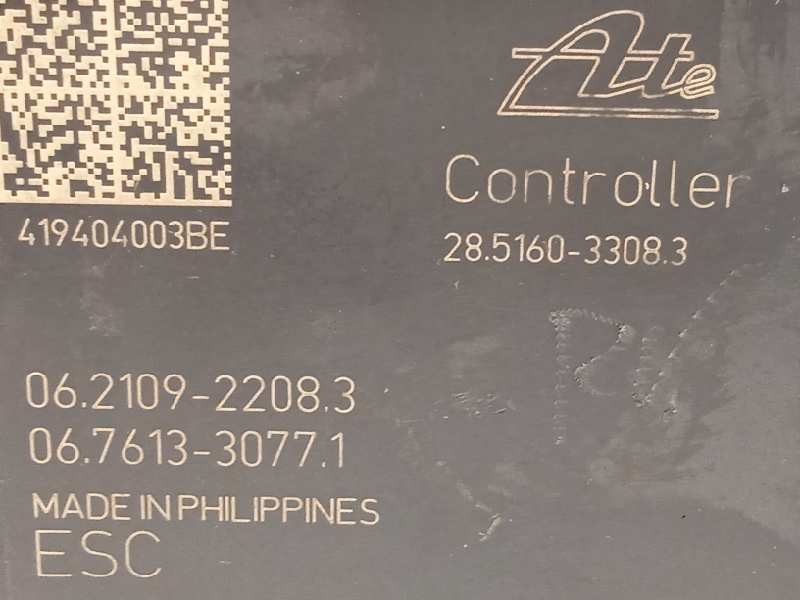 Ate
Controller
419404003BE
28.5160-3308.3
06.2109-2208.3
06.7613-3077.1
MADE IN PHILIPPINES
ESC